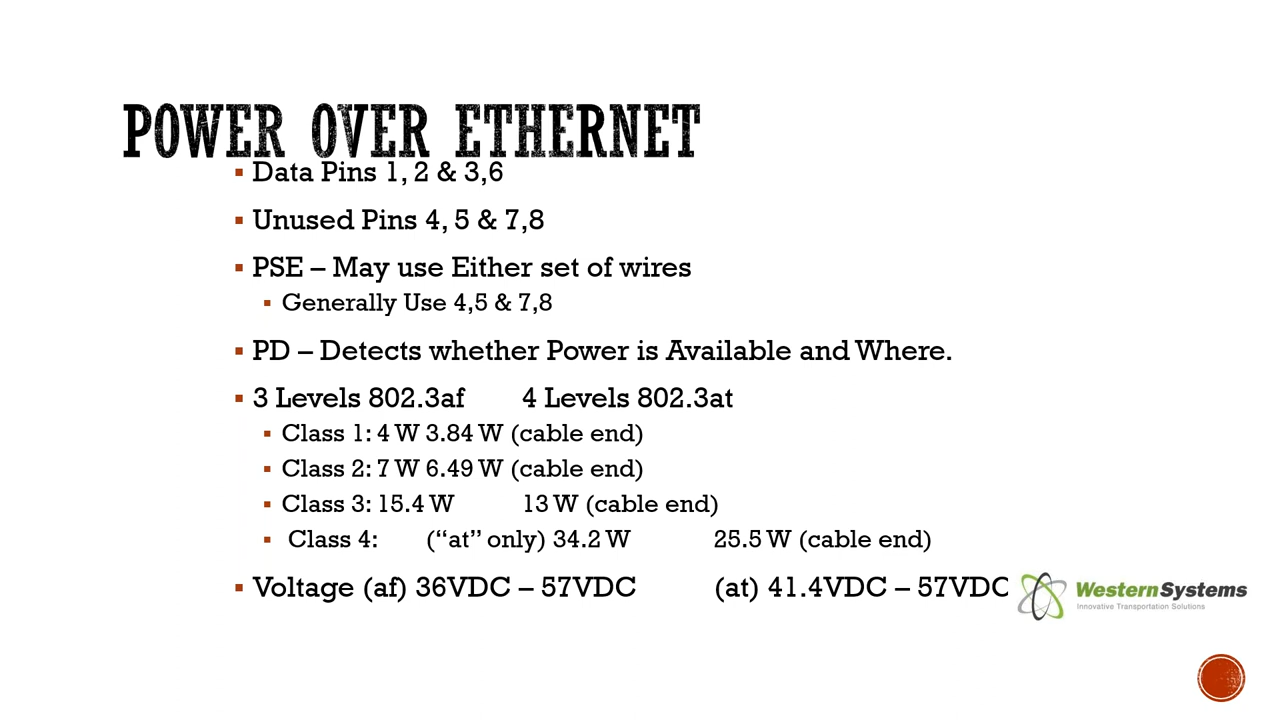 POWER OVER ETHERNET
▪ Data Pins 1, 2 & 3,6
▪ Unused Pins 4, 5 & 7,8
▪ PSE – May use Either set of wires
▪ Generally Use 4,5 & 7,8
▪ PD – Detects whether Power is Available and Where.
▪ 3 Levels 802.3af 4 Levels 802.3at
▪ Class 1: 4 W 3.84 W (cable end)
▪ Class 2: 7 W 6.49 W (cable end)
▪ Class 3: 15.4 W 13 W (cable end)
▪ Class 4: (“at” only) 34.2 W 25.5 W (cable end)
▪ Voltage (af) 36VDC – 57VDC (at) 41.4VDC – 57VDC
WesternSystems
Innovative Transportation Solutions